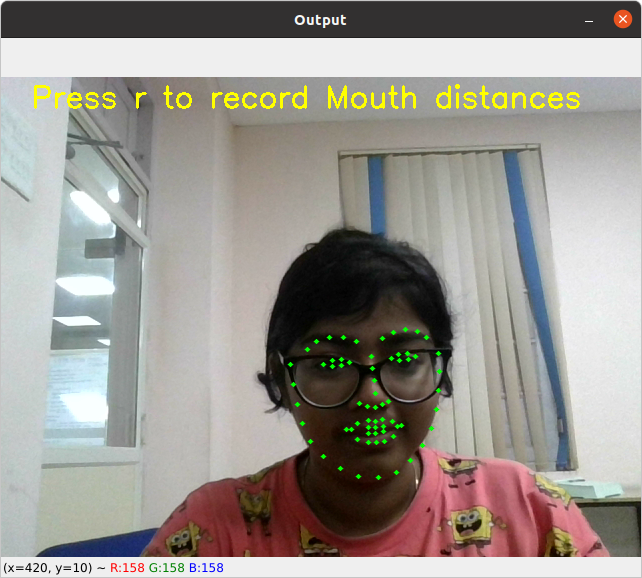 Output
Press r to record Mouth distances
(x=420, y=10) ~ R:158 G:158 B:158